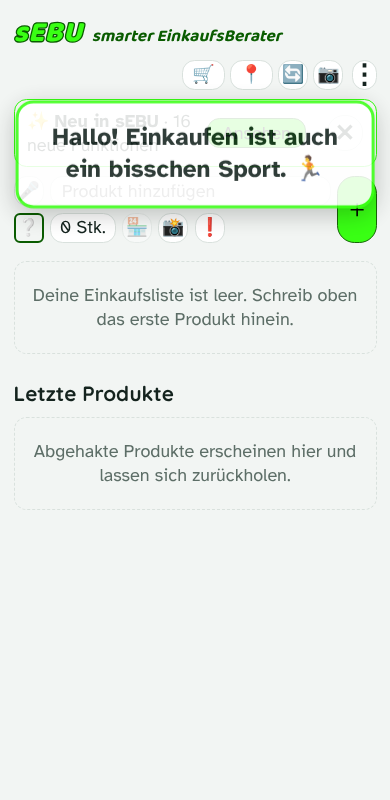 sEBU smarter EinkaufsBerater
Neu in sEBU · 16
neue Funktionen
Hallo! Einkaufen ist auch
ein bisschen Sport. 🏃
Produkt hinzufügen
+
0 Stk.
Deine Einkaufsliste ist leer. Schreib oben
das erste Produkt hinein.
Letzte Produkte
Abgehakte Produkte erscheinen hier und
lassen sich zurückholen.